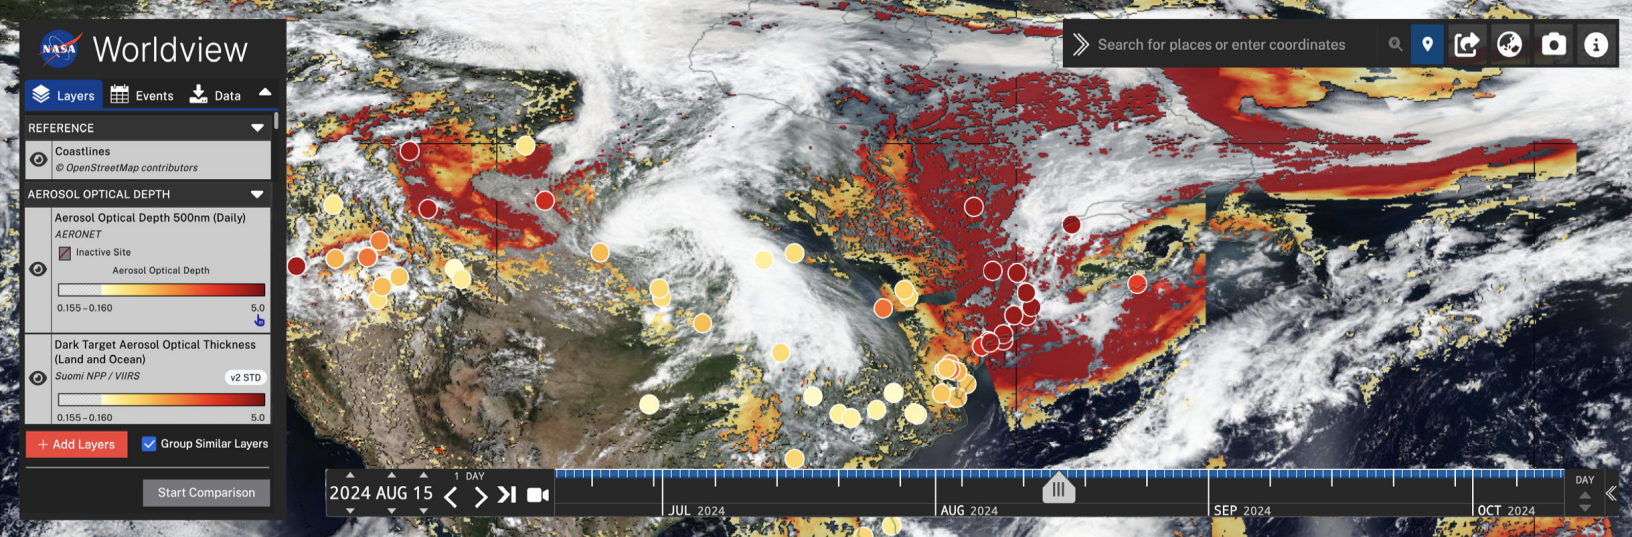 NASA Worldview
Layers
Events
Data
REFERENCE
Coastlines
© OpenStreetMap contributors
AEROSOL OPTICAL DEPTH
Aerosol Optical Depth 500nm (Daily)
AERONET
Inactive Site
Aerosol Optical Depth
0.155 – 0.160 5.0
Dark Target Aerosol Optical Thickness
(Land and Ocean)
Suomi NPP / VIIRS v2 STD
0.155 – 0.160 5.0
+ Add Layers Group Similar Layers
Start Comparison
Search for places or enter coordinates
1 DAY
2024 AUG 15
JUL 2024
AUG 2024
SEP 2024
OCT 2024
DAY